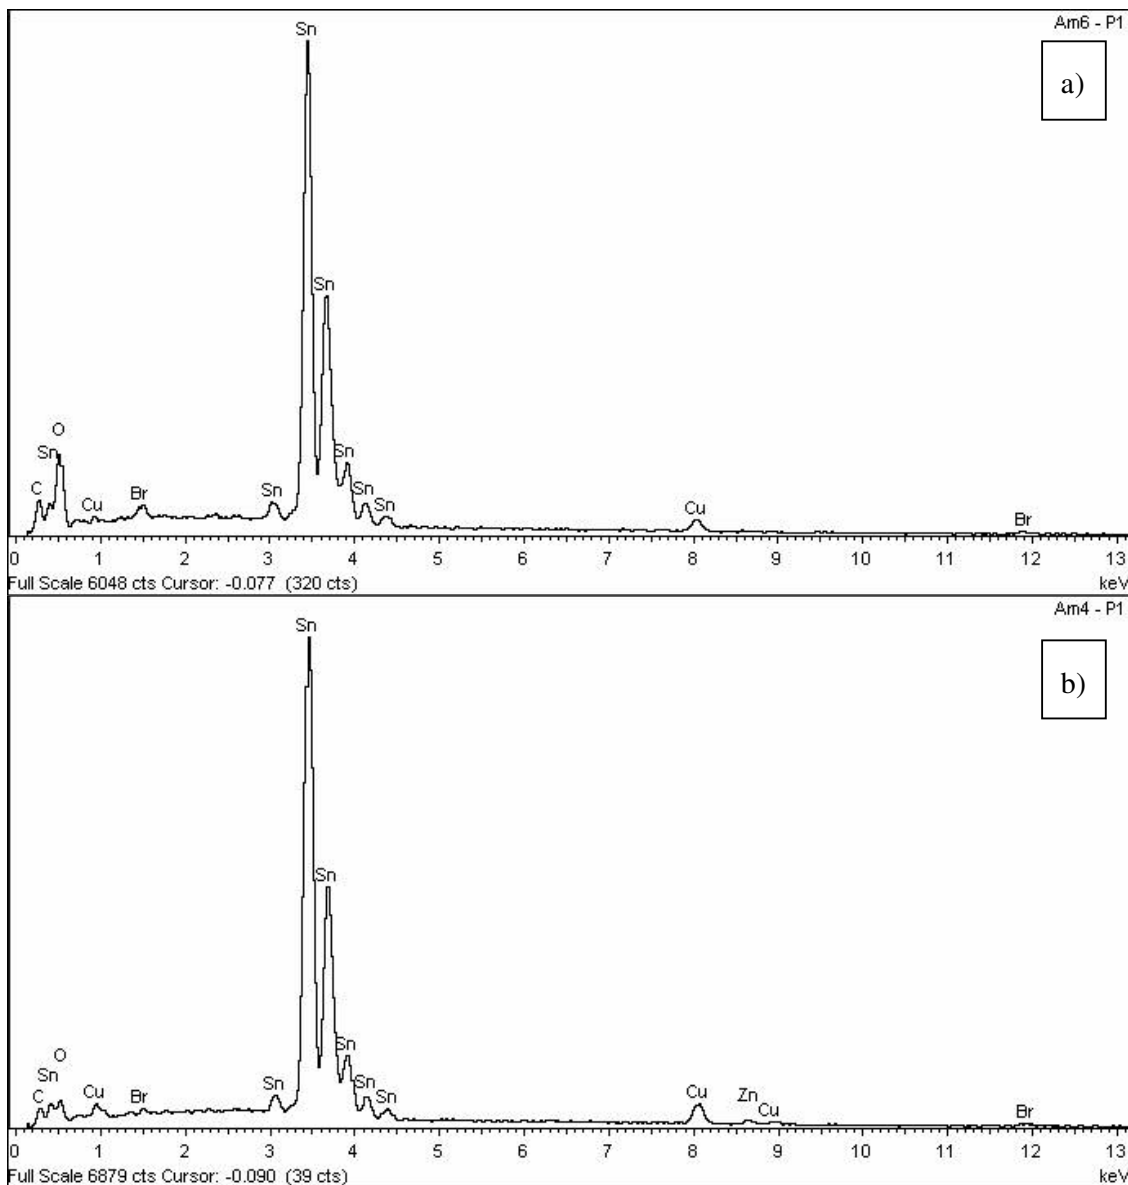 Am6 - P1
a)
Sn
Sn
O
Sn
Sn
C
Cu
Br
Sn
Sn
Sn
Cu
Br
0 1 2 3 4 5 6 7 8 9 10 11 12 13
Full Scale 6048 cts Cursor: -0.077 (320 cts)
keV
Am4 - P1
b)
Sn
Sn
O
Sn
Sn
C
Cu
Br
Sn
Sn
Sn
Cu
Zn
Cu
Br
0 1 2 3 4 5 6 7 8 9 10 11 12 13
Full Scale 6879 cts Cursor: -0.090 (39 cts)
keV